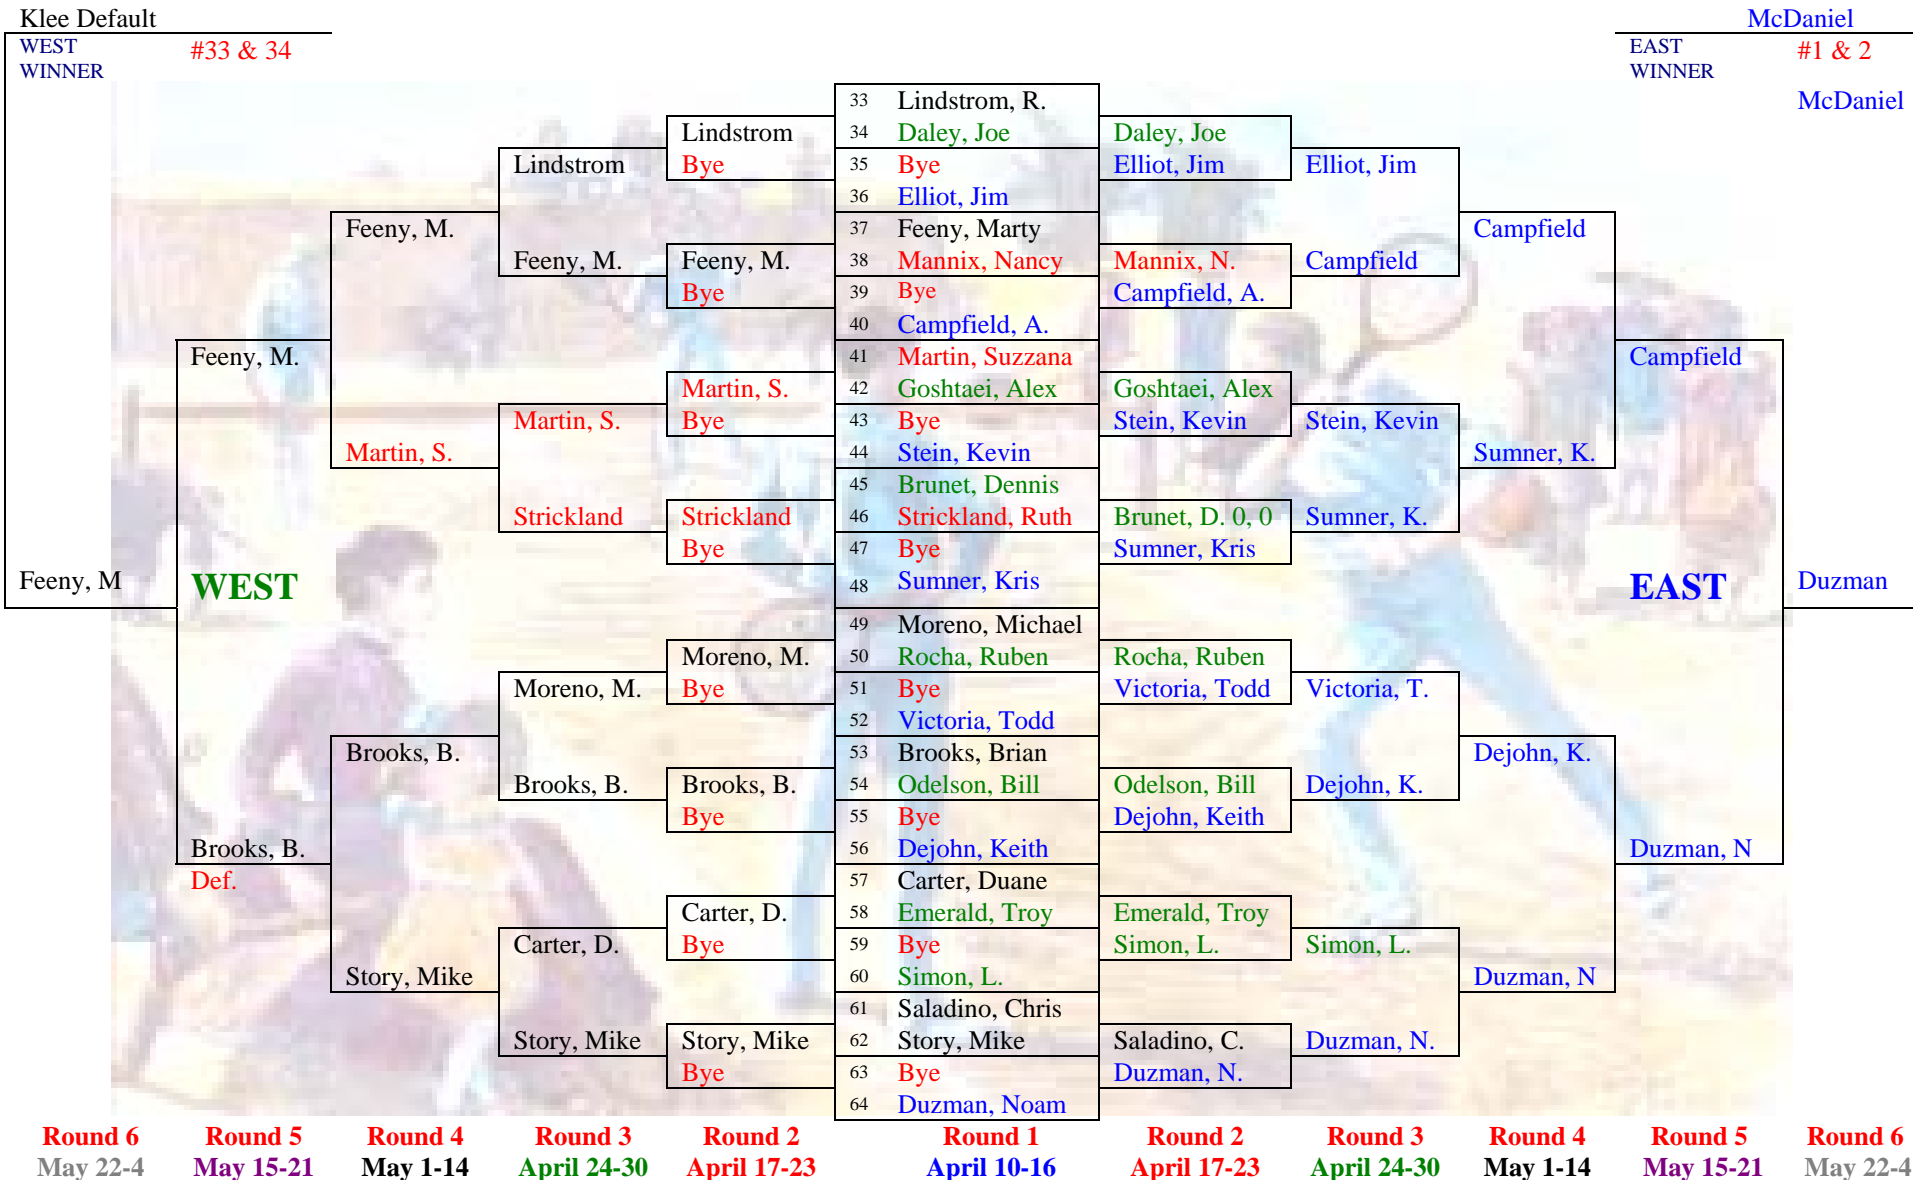 Klee Default
McDaniel
WEST #33 & 34
WINNER
EAST #1 & 2
WINNER
McDaniel
33 Lindstrom, R.
Lindstrom 34 Daley, Joe Daley, Joe
Lindstrom Bye 35 Bye Elliot, Jim Elliot, Jim
36 Elliot, Jim
Feeny, M. 37 Feeny, Marty Campfield
Feeny, M. Feeny, M. 38 Mannix, Nancy Mannix, N. Campfield
Bye 39 Bye Campfield, A.
40 Campfield, A.
Feeny, M. 41 Martin, Suzzana Campfield
Martin, S. 42 Goshtaei, Alex Goshtaei, Alex
Martin, S. Bye 43 Bye Stein, Kevin Stein, Kevin
Martin, S. 44 Stein, Kevin Sumner, K.
45 Brunet, Dennis
Strickland Strickland 46 Strickland, Ruth Brunet, D. 0, 0 Sumner, K.
Bye 47 Bye Sumner, Kris
Feeny, M WEST 48 Sumner, Kris EAST Duzman
49 Moreno, Michael
Moreno, M. 50 Rocha, Ruben Rocha, Ruben
Moreno, M. Bye 51 Bye Victoria, Todd Victoria, T.
52 Victoria, Todd
Brooks, B. 53 Brooks, Brian Dejohn, K.
Brooks, B. Brooks, B. 54 Odelson, Bill Odelson, Bill Dejohn, K.
Bye 55 Bye Dejohn, Keith
Brooks, B. 56 Dejohn, Keith Duzman, N
Def. 57 Carter, Duane
Carter, D. 58 Emerald, Troy Emerald, Troy
Carter, D. Bye 59 Bye Simon, L. Simon, L.
Story, Mike 60 Simon, L. Duzman, N
61 Saladino, Chris
Story, Mike Story, Mike 62 Story, Mike Saladino, C. Duzman, N.
Bye 63 Bye Duzman, N.
64 Duzman, Noam
Round 6 Round 5 Round 4 Round 3 Round 2 Round 1 Round 2 Round 3 Round 4 Round 5 Round 6
May 22-4 May 15-21 May 1-14 April 24-30 April 17-23 April 10-16 April 17-23 April 24-30 May 1-14 May 15-21 May 22-4